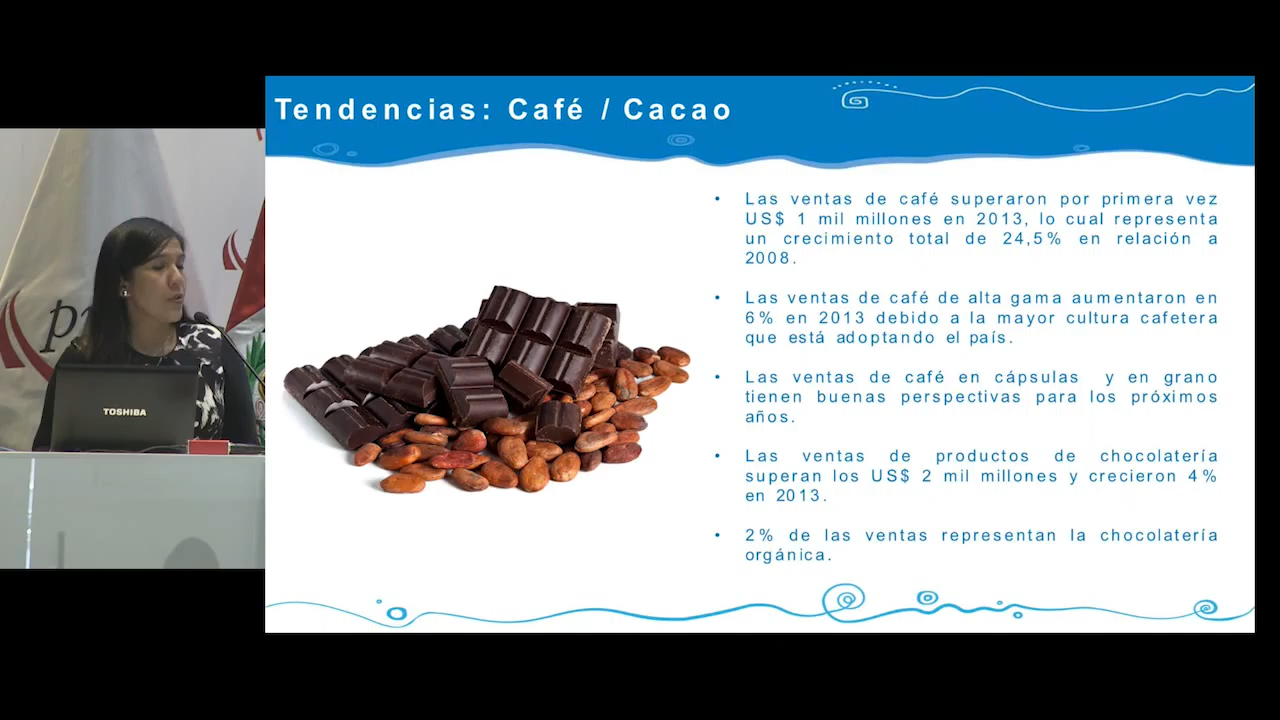 Tendencias: Café / Cacao
• Las ventas de café superaron por primera vez
US$ 1 mil millones en 2013, lo cual representa
un crecimiento total de 24,5% en relación a
2008.
• Las ventas de café de alta gama aumentaron en
6% en 2013 debido a la mayor cultura cafetera
que está adoptando el país.
• Las ventas de café en cápsulas y en grano
tienen buenas perspectivas para los próximos
años.
• Las ventas de productos de chocolatería
superan los US$ 2 mil millones y crecieron 4%
en 2013.
• 2% de las ventas representan la chocolatería
orgánica.
TOSHIBA